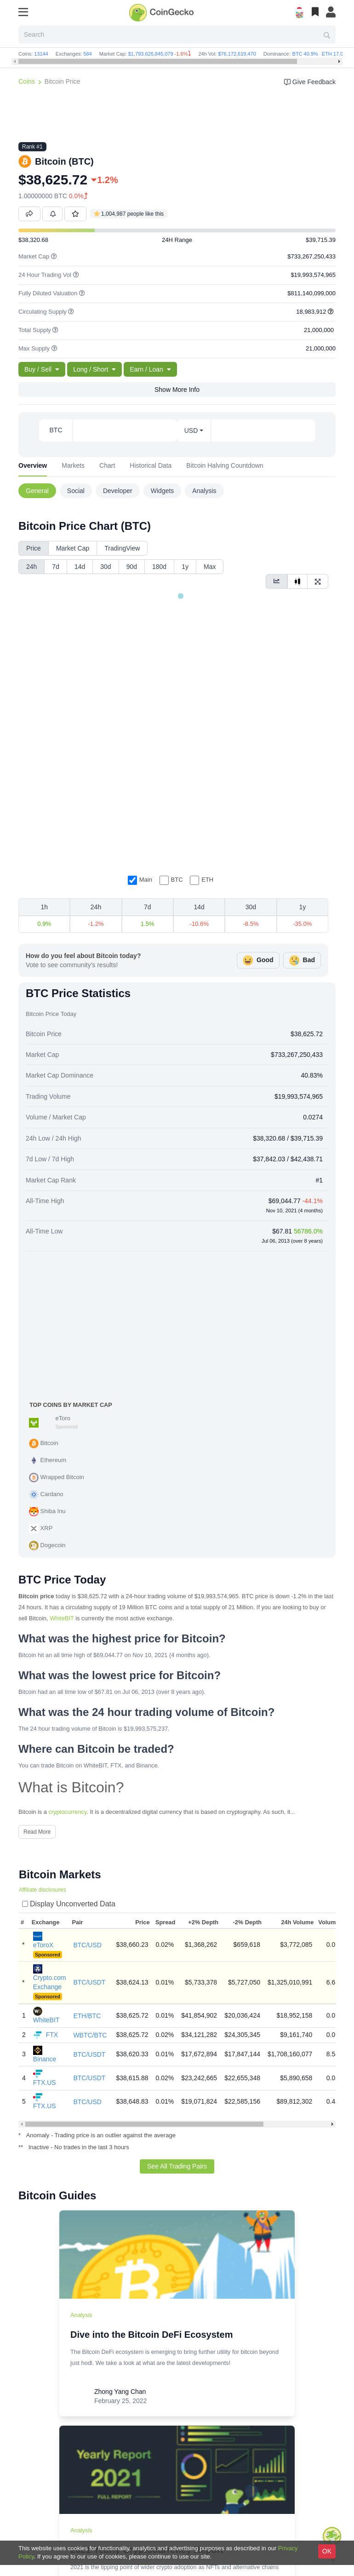 CoinGecko
Search
Coins: 13144 Exchanges: 584 Market Cap: $1,793,626,845,079 -1.6% 24h Vol: $76,172,619,470 Dominance: BTC 40.9% ETH 17.
Coins Bitcoin Price
Give Feedback
Rank #1
Bitcoin (BTC)
$38,625.72 1.2%
1.00000000 BTC 0.0%
1,004,987 people like this
$38,320.68 24H Range $39,715.39
Market Cap $733,267,250,433
24 Hour Trading Vol $19,993,574,965
Fully Diluted Valuation $811,140,099,000
Circulating Supply 18,983,912
Total Supply 21,000,000
Max Supply 21,000,000
Buy / Sell Long / Short Earn / Loan
Show More Info
BTC USD
Overview Markets Chart Historical Data Bitcoin Halving Countdown
General Social Developer Widgets Analysis
Bitcoin Price Chart (BTC)
Price Market Cap TradingView
24h 7d 14d 30d 90d 180d 1y Max
Main BTC ETH
1h 24h 7d 14d 30d 1y
0.9% -1.2% 1.5% -10.6% -8.5% -35.0%
How do you feel about Bitcoin today?
Vote to see community's results!
Good Bad
BTC Price Statistics
Bitcoin Price Today
Bitcoin Price $38,625.72
Market Cap $733,267,250,433
Market Cap Dominance 40.83%
Trading Volume $19,993,574,965
Volume / Market Cap 0.0274
24h Low / 24h High $38,320.68 / $39,715.39
7d Low / 7d High $37,842.03 / $42,438.71
Market Cap Rank #1
All-Time High $69,044.77 -44.1%
Nov 10, 2021 (4 months)
All-Time Low $67.81 56786.0%
Jul 06, 2013 (over 8 years)
TOP COINS BY MARKET CAP
eToro
Sponsored
Bitcoin
Ethereum
Wrapped Bitcoin
Cardano
Shiba Inu
XRP
Dogecoin
BTC Price Today
Bitcoin price today is $38,625.72 with a 24-hour trading volume of $19,993,574,965. BTC price is down -1.2% in the last
24 hours. It has a circulating supply of 19 Million BTC coins and a total supply of 21 Million. If you are looking to buy or
sell Bitcoin, WhiteBIT is currently the most active exchange.
What was the highest price for Bitcoin?
Bitcoin hit an all time high of $69,044.77 on Nov 10, 2021 (4 months ago).
What was the lowest price for Bitcoin?
Bitcoin had an all time low of $67.81 on Jul 06, 2013 (over 8 years ago).
What was the 24 hour trading volume of Bitcoin?
The 24 hour trading volume of Bitcoin is $19,993,575,237.
Where can Bitcoin be traded?
You can trade Bitcoin on WhiteBIT, FTX, and Binance.
What is Bitcoin?
Bitcoin is a cryptocurrency. It is a decentralized digital currency that is based on cryptography. As such, it...
Read More
Bitcoin Markets
Affiliate disclosures
Display Unconverted Data
# Exchange Pair Price Spread +2% Depth -2% Depth 24h Volume Volum
* eToroX Sponsored BTC/USD $38,660.23 0.02% $1,368,262 $659,618 $3,772,085 0.0
* Crypto.com Exchange Sponsored BTC/USDT $38,624.13 0.01% $5,733,378 $5,727,050 $1,325,010,991 6.6
1 WhiteBIT ETH/BTC $38,625.72 0.01% $41,854,902 $20,036,424 $18,952,158 0.0
2 FTX WBTC/BTC $38,625.72 0.02% $34,121,282 $24,305,345 $9,161,740 0.0
3 Binance BTC/USDT $38,620.33 0.01% $17,672,894 $17,847,144 $1,708,160,077 8.5
4 FTX.US BTC/USDT $38,615.88 0.02% $23,242,665 $22,655,348 $5,890,658 0.0
5 FTX.US BTC/USD $38,648.83 0.01% $19,071,824 $22,585,156 $89,812,302 0.4
* Anomaly - Trading price is an outlier against the average
** Inactive - No trades in the last 3 hours
See All Trading Pairs
Bitcoin Guides
Analysis
Dive into the Bitcoin DeFi Ecosystem
The Bitcoin DeFi ecosystem is emerging to bring further utility for bitcoin beyond
just hodl. We take a look at what are the latest developments!
Zhong Yang Chan
February 25, 2022
Yearly Report
2021
FULL REPORT
Analysis
This website uses cookies for functionality, analytics and advertising purposes as described in our Privacy
Policy. If you agree to our use of cookies, please continue to use our site.
OK
2021 is the tipping point of wider crypto adoption as NFTs and alternative chains